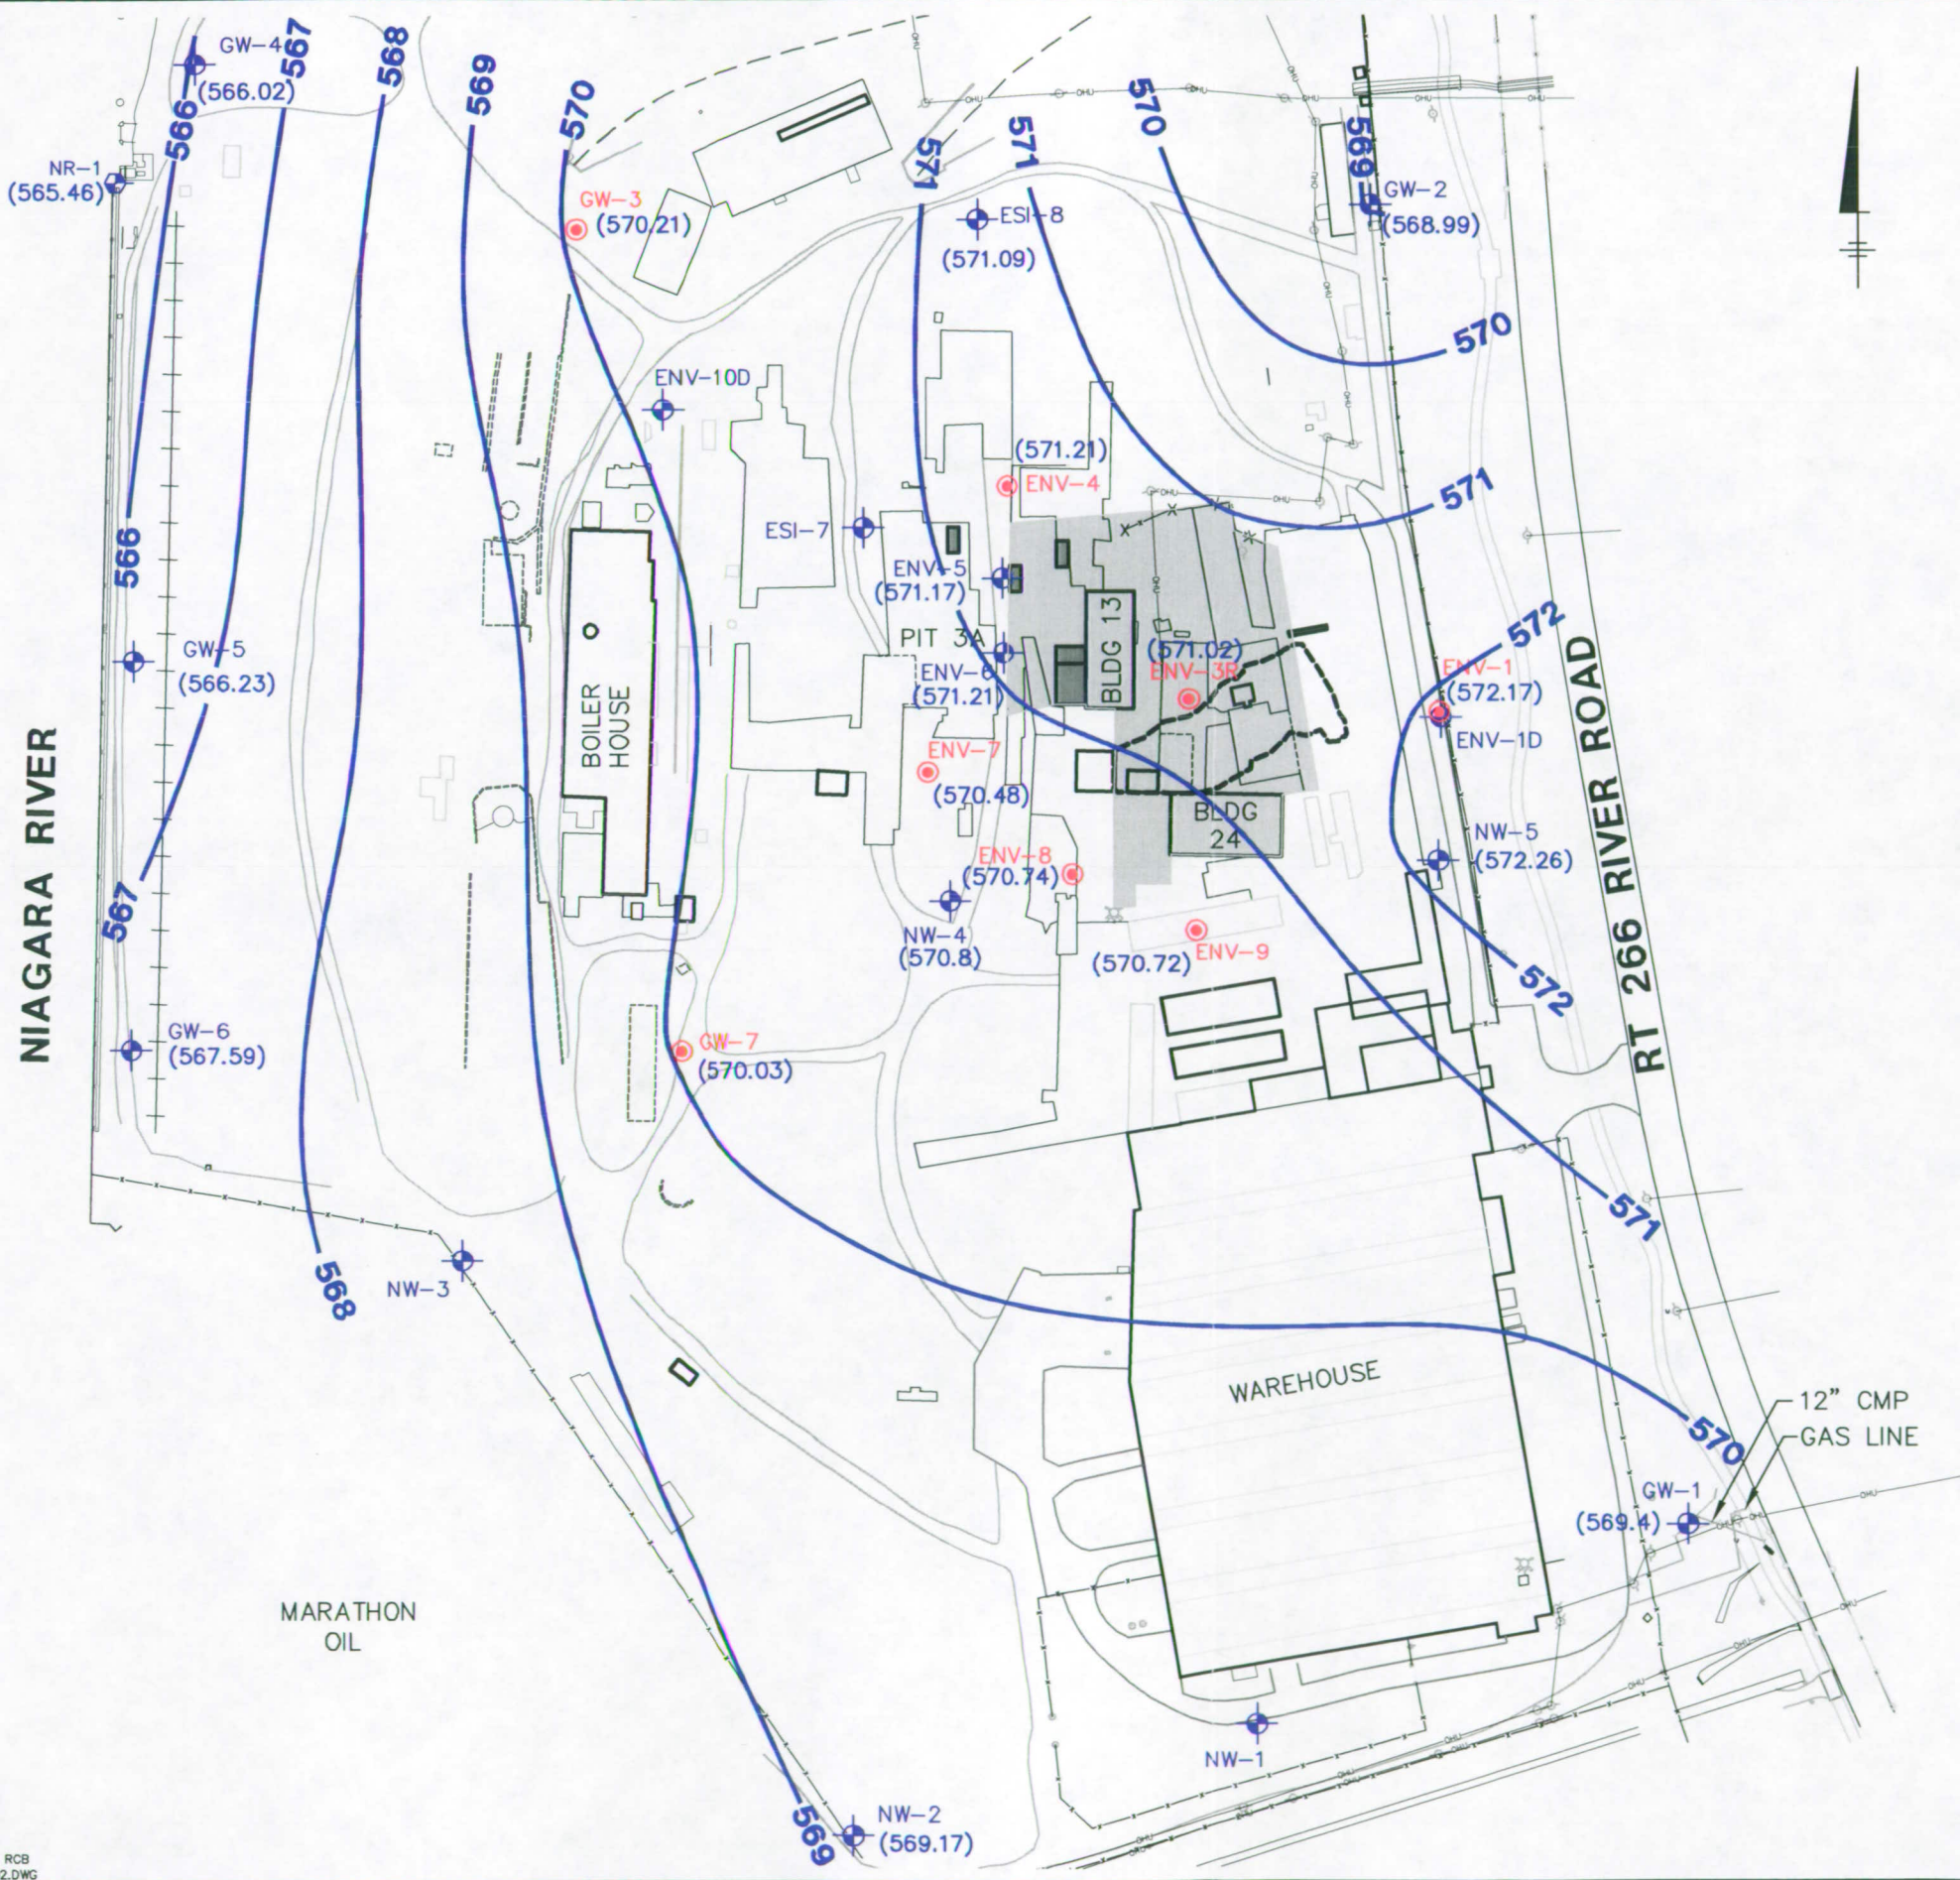 GW-4
(566.02)
567
568
569
570
571
571
570
569
566
NR-1
(565.46)
GW-3
(570.21)
ESI-8
(571.09)
GW-2
(568.99)
OHU
OHU
OHU
OHU
OHU
570
ENV-10D
(571.21)
ENV-4
571
ESI-7
ENV-5
(571.17)
566
GW-5
(566.23)
PIT 3A
ENV-6
(571.21)
BLDG 13
(571.02)
ENV-3R
572
ENV-1
(572.17)
ENV-1D
BOILER
HOUSE
NIAGARA RIVER
RT 266 RIVER ROAD
ENV-7
(570.48)
BLDG
24
NW-5
(572.26)
ENV-8
(570.74)
567
NW-4
(570.8)
(570.72)
ENV-9
572
GW-6
(567.59)
GW-7
(570.03)
571
568
NW-3
WAREHOUSE
12" CMP
GAS LINE
570
GW-1
(569.4)
OHU
MARATHON
OIL
NW-1
569
NW-2
(569.17)
RCB
2.DWG